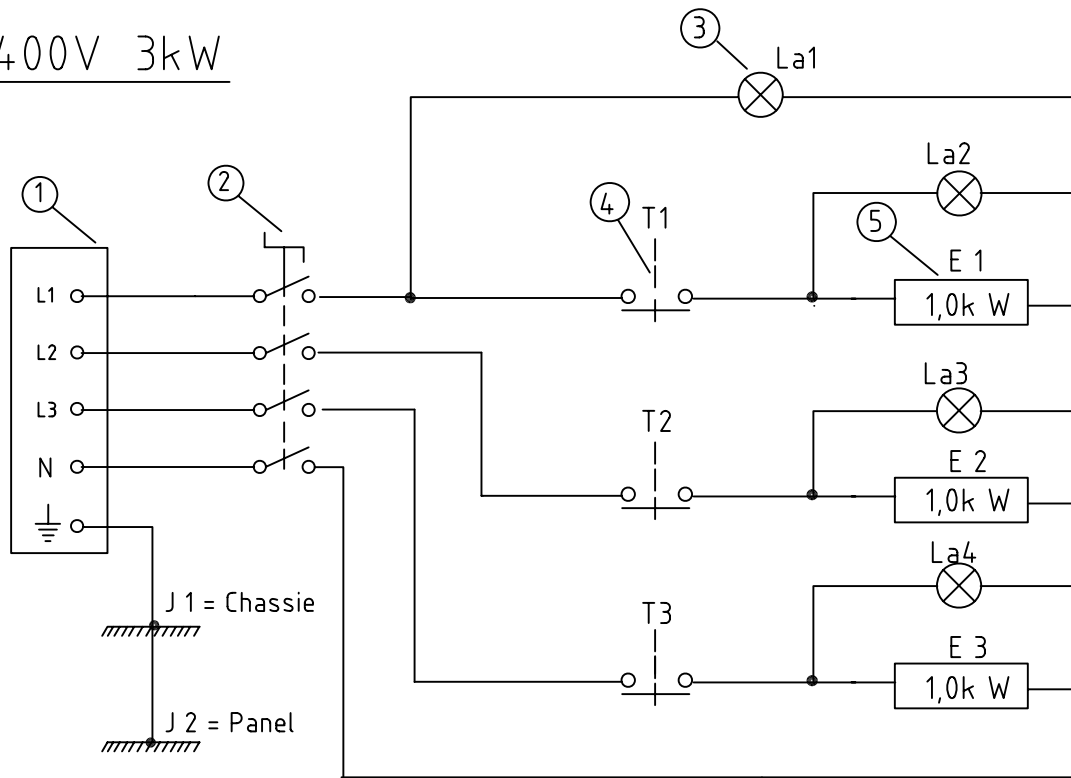 400V 3kW
3
La1
La2
1
2
4
T1
5
E 1
L1
1,0k W
L2
La3
L3
T2
E 2
N
1,0k W
La4
J 1 = Chassie
T3
E 3
1,0k W
J 2 = Panel